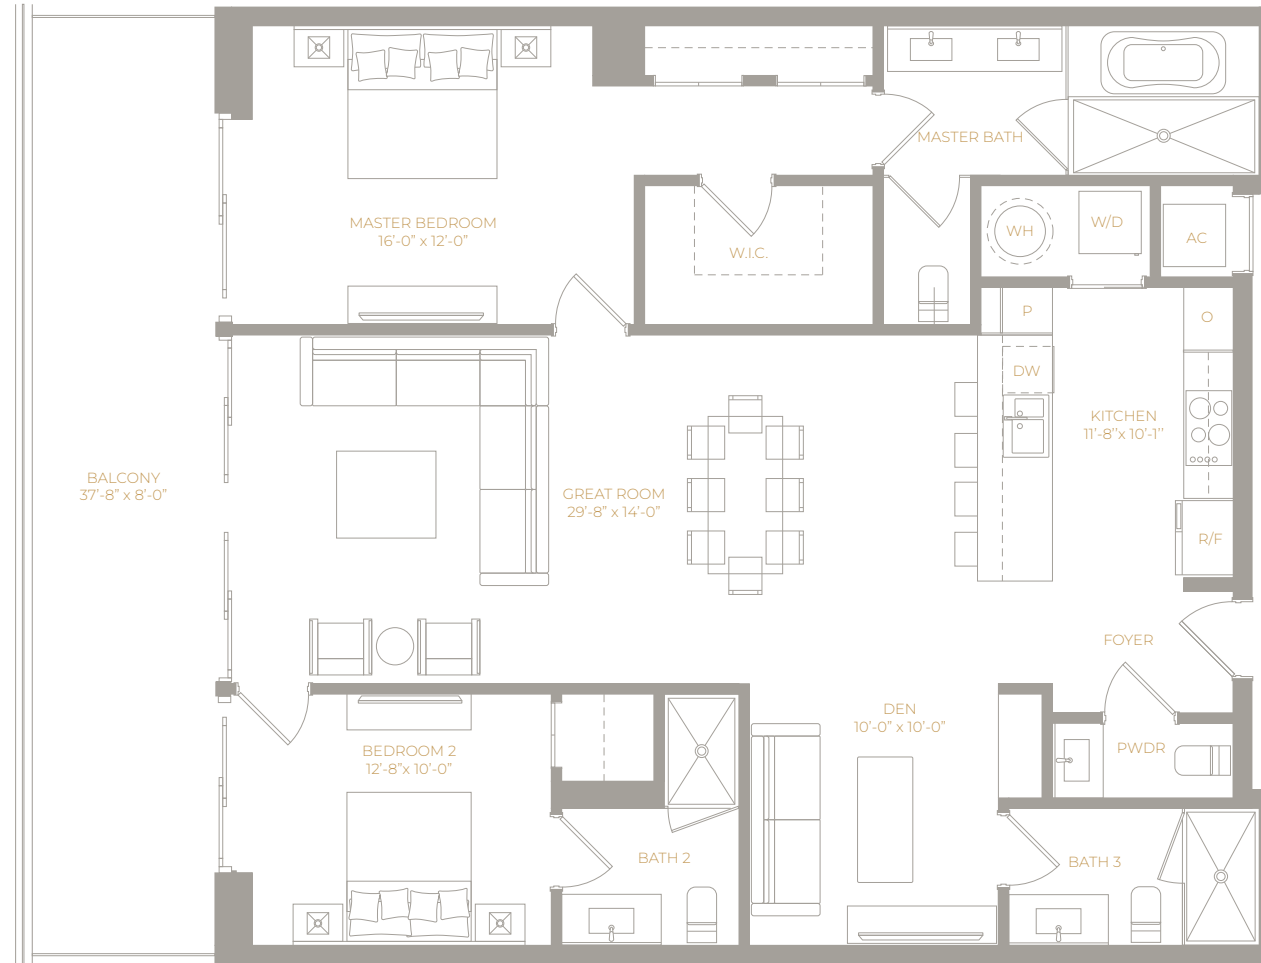 MASTER BATH
MASTER BEDROOM
16'-0” x 12'-0”
W.I.C.
WH
W/D
AC
P
O
DW
KITCHEN
11'-8’’x 10'-1’’
BALCONY
37'-8” x 8'-0”
GREAT ROOM
29'-8” x 14'-0”
R/F
FOYER
DEN
10'-0” x 10'-0”
BEDROOM 2
12'-8”x 10'-0”
PWDR
BATH 2
BATH 3